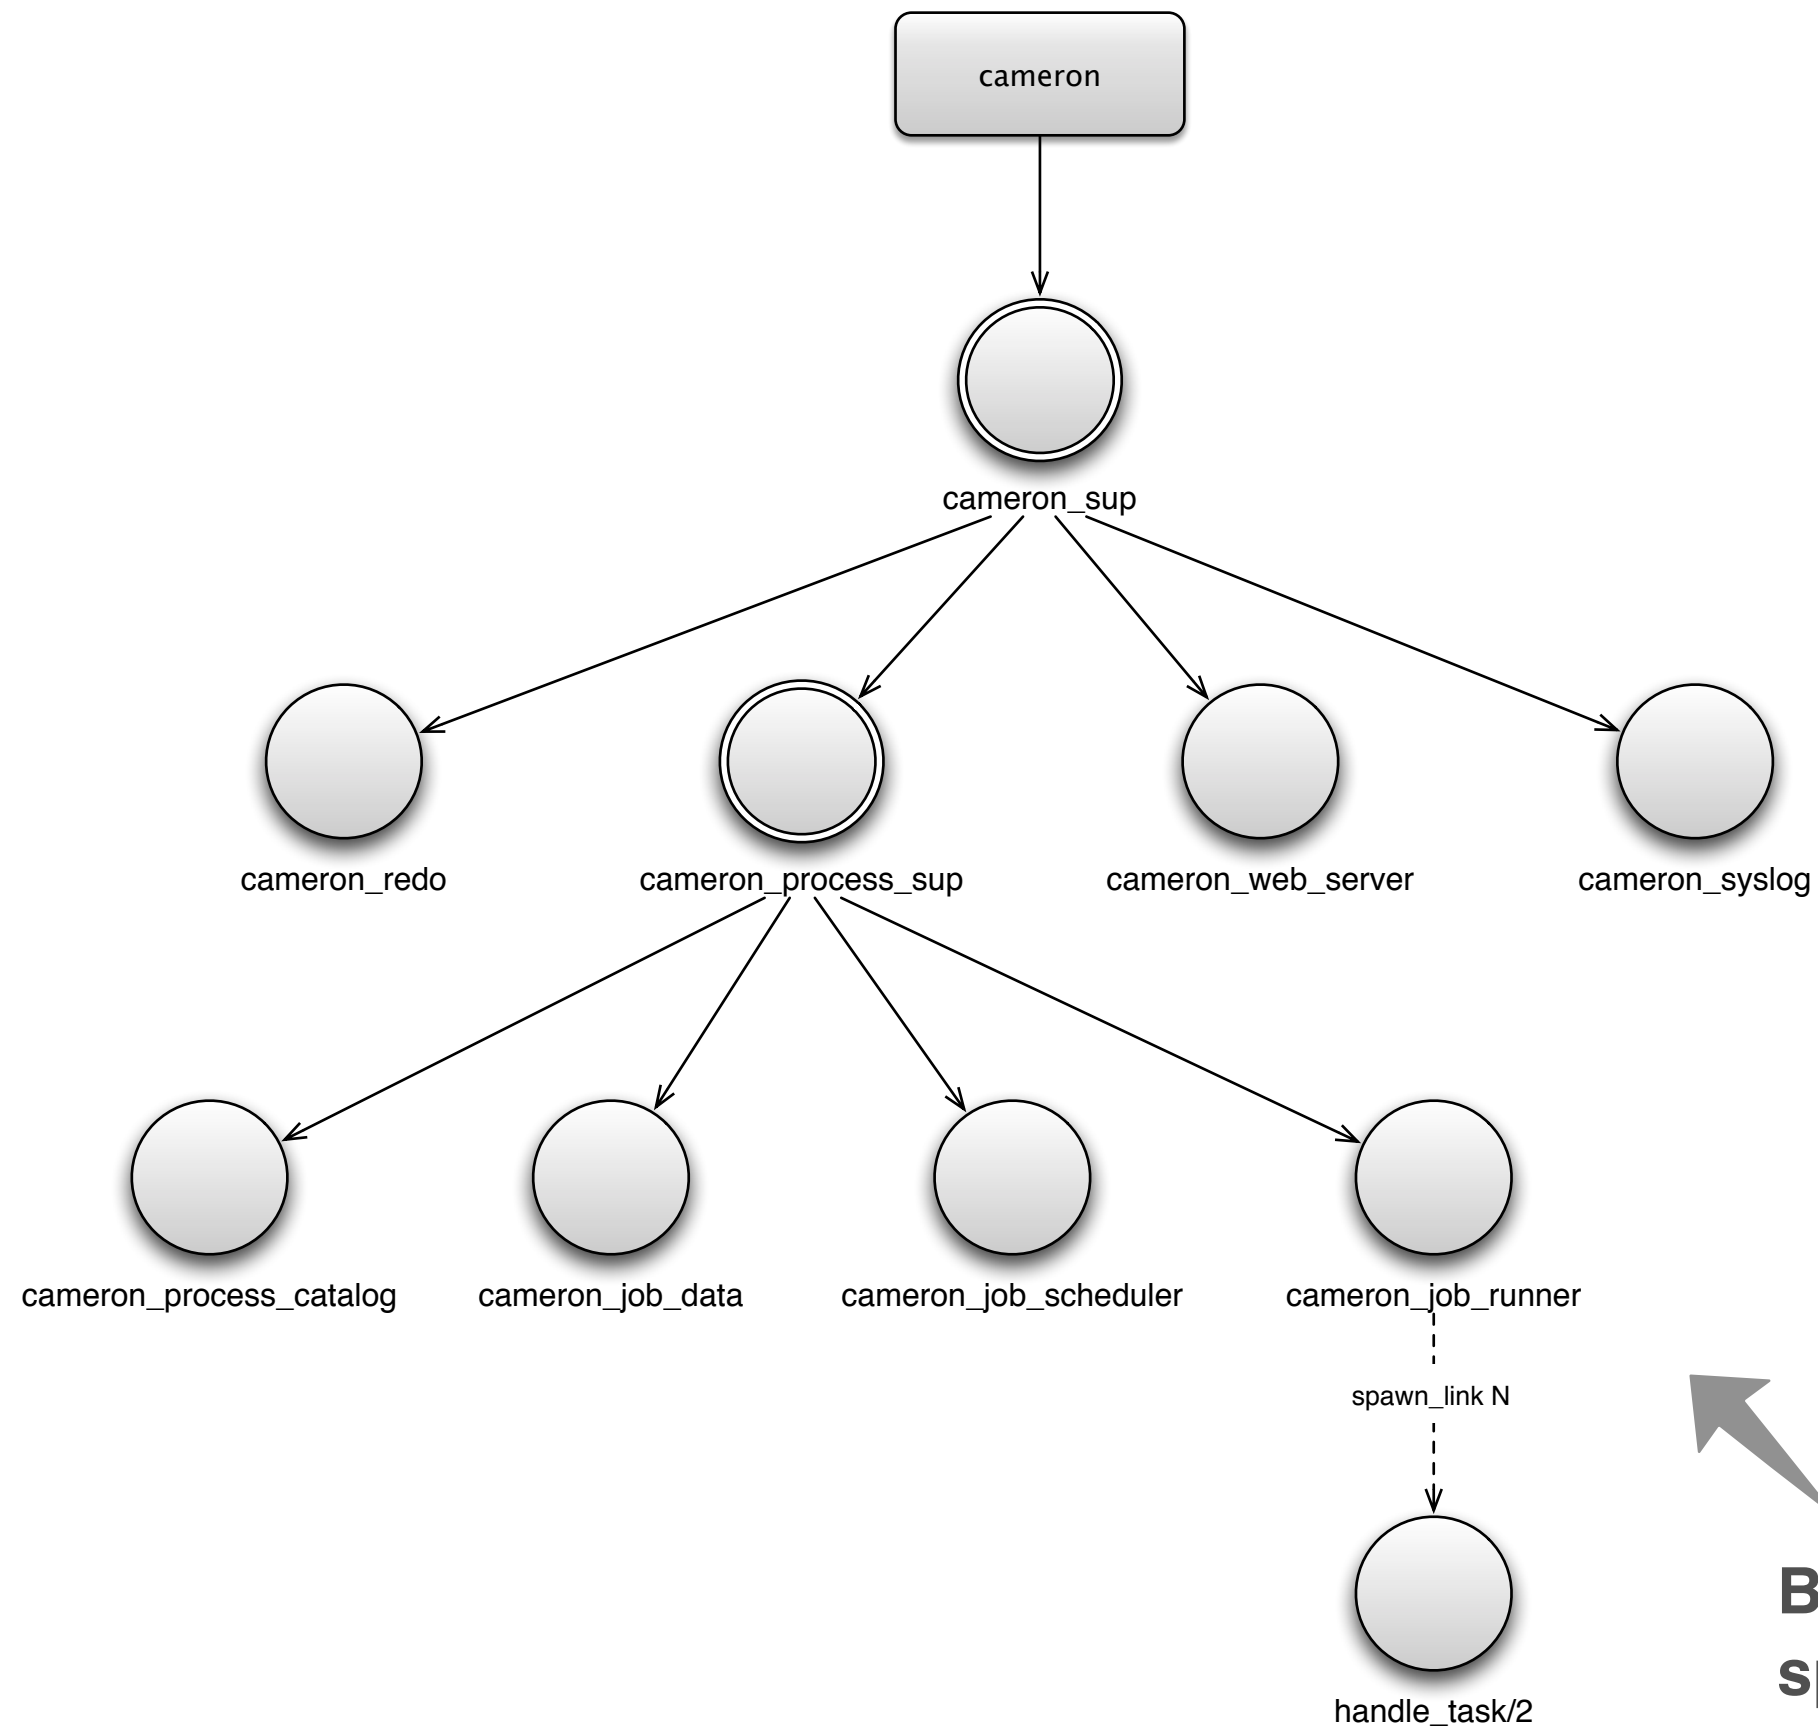 cameron
cameron_sup
cameron_redo
cameron_process_sup
cameron_web_server
cameron_syslog
cameron_process_catalog
cameron_job_data
cameron_job_scheduler
cameron_job_runner
spawn_link N
handle_task/2